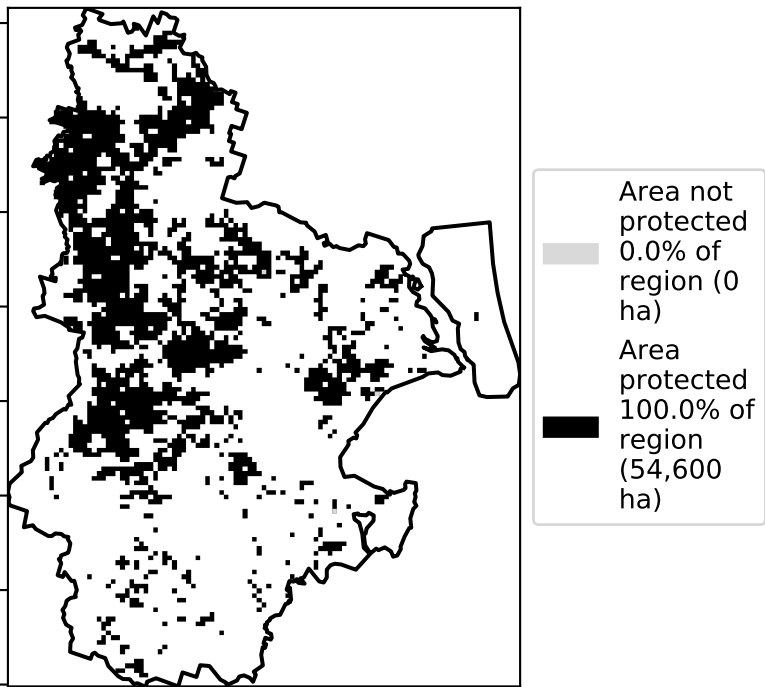 Area not
protected
0.0% of
region (0
ha)
Area
protected
100.0% of
region
(54,600
ha)